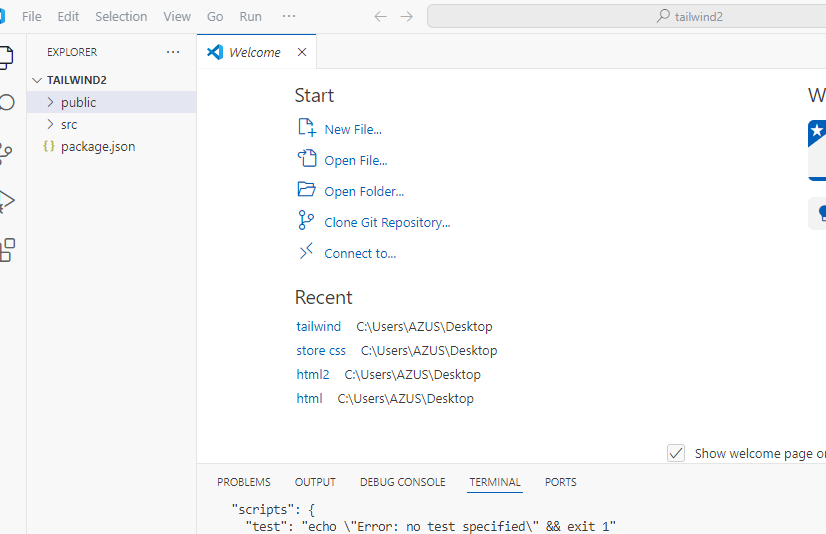 File Edit Selection View Go Run ··· tailwind2
EXPLORER ···
TAILWIND2
public
src
{} package.json
Welcome
Start
New File...
Open File...
Open Folder...
Clone Git Repository...
Connect to...
Recent
tailwind C:\Users\AZUS\Desktop
store css C:\Users\AZUS\Desktop
html2 C:\Users\AZUS\Desktop
html C:\Users\AZUS\Desktop
W
Show welcome page o
PROBLEMS OUTPUT DEBUG CONSOLE TERMINAL PORTS
"scripts": {
"test": "echo \"Error: no test specified\" && exit 1"